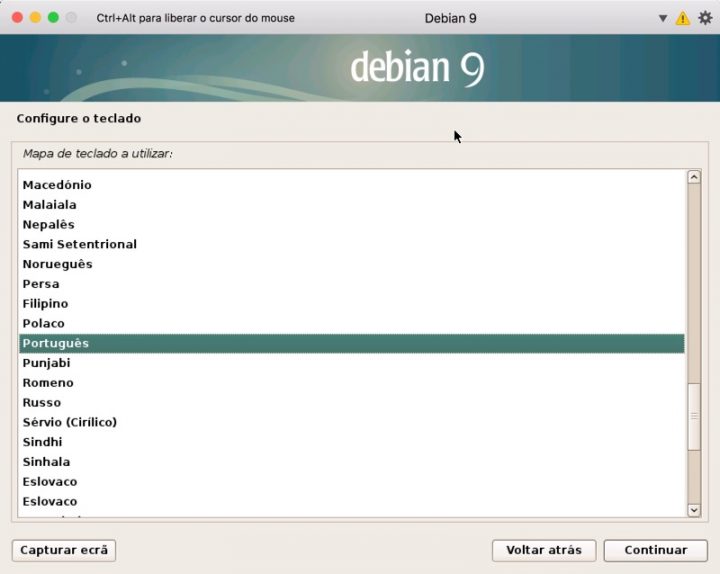 Ctrl+Alt para liberar o cursor do mouse
Debian 9
debian 9
Configure o teclado
Mapa de teclado a utilizar:
Macedónio
Malaiala
Nepalês
Sami Setentrional
Norueguês
Persa
Filipino
Polaco
Português
Punjabi
Romeno
Russo
Sérvio (Cirílico)
Sindhi
Sinhala
Eslovaco
Eslovaco
Capturar ecrã
Voltar atrás
Continuar